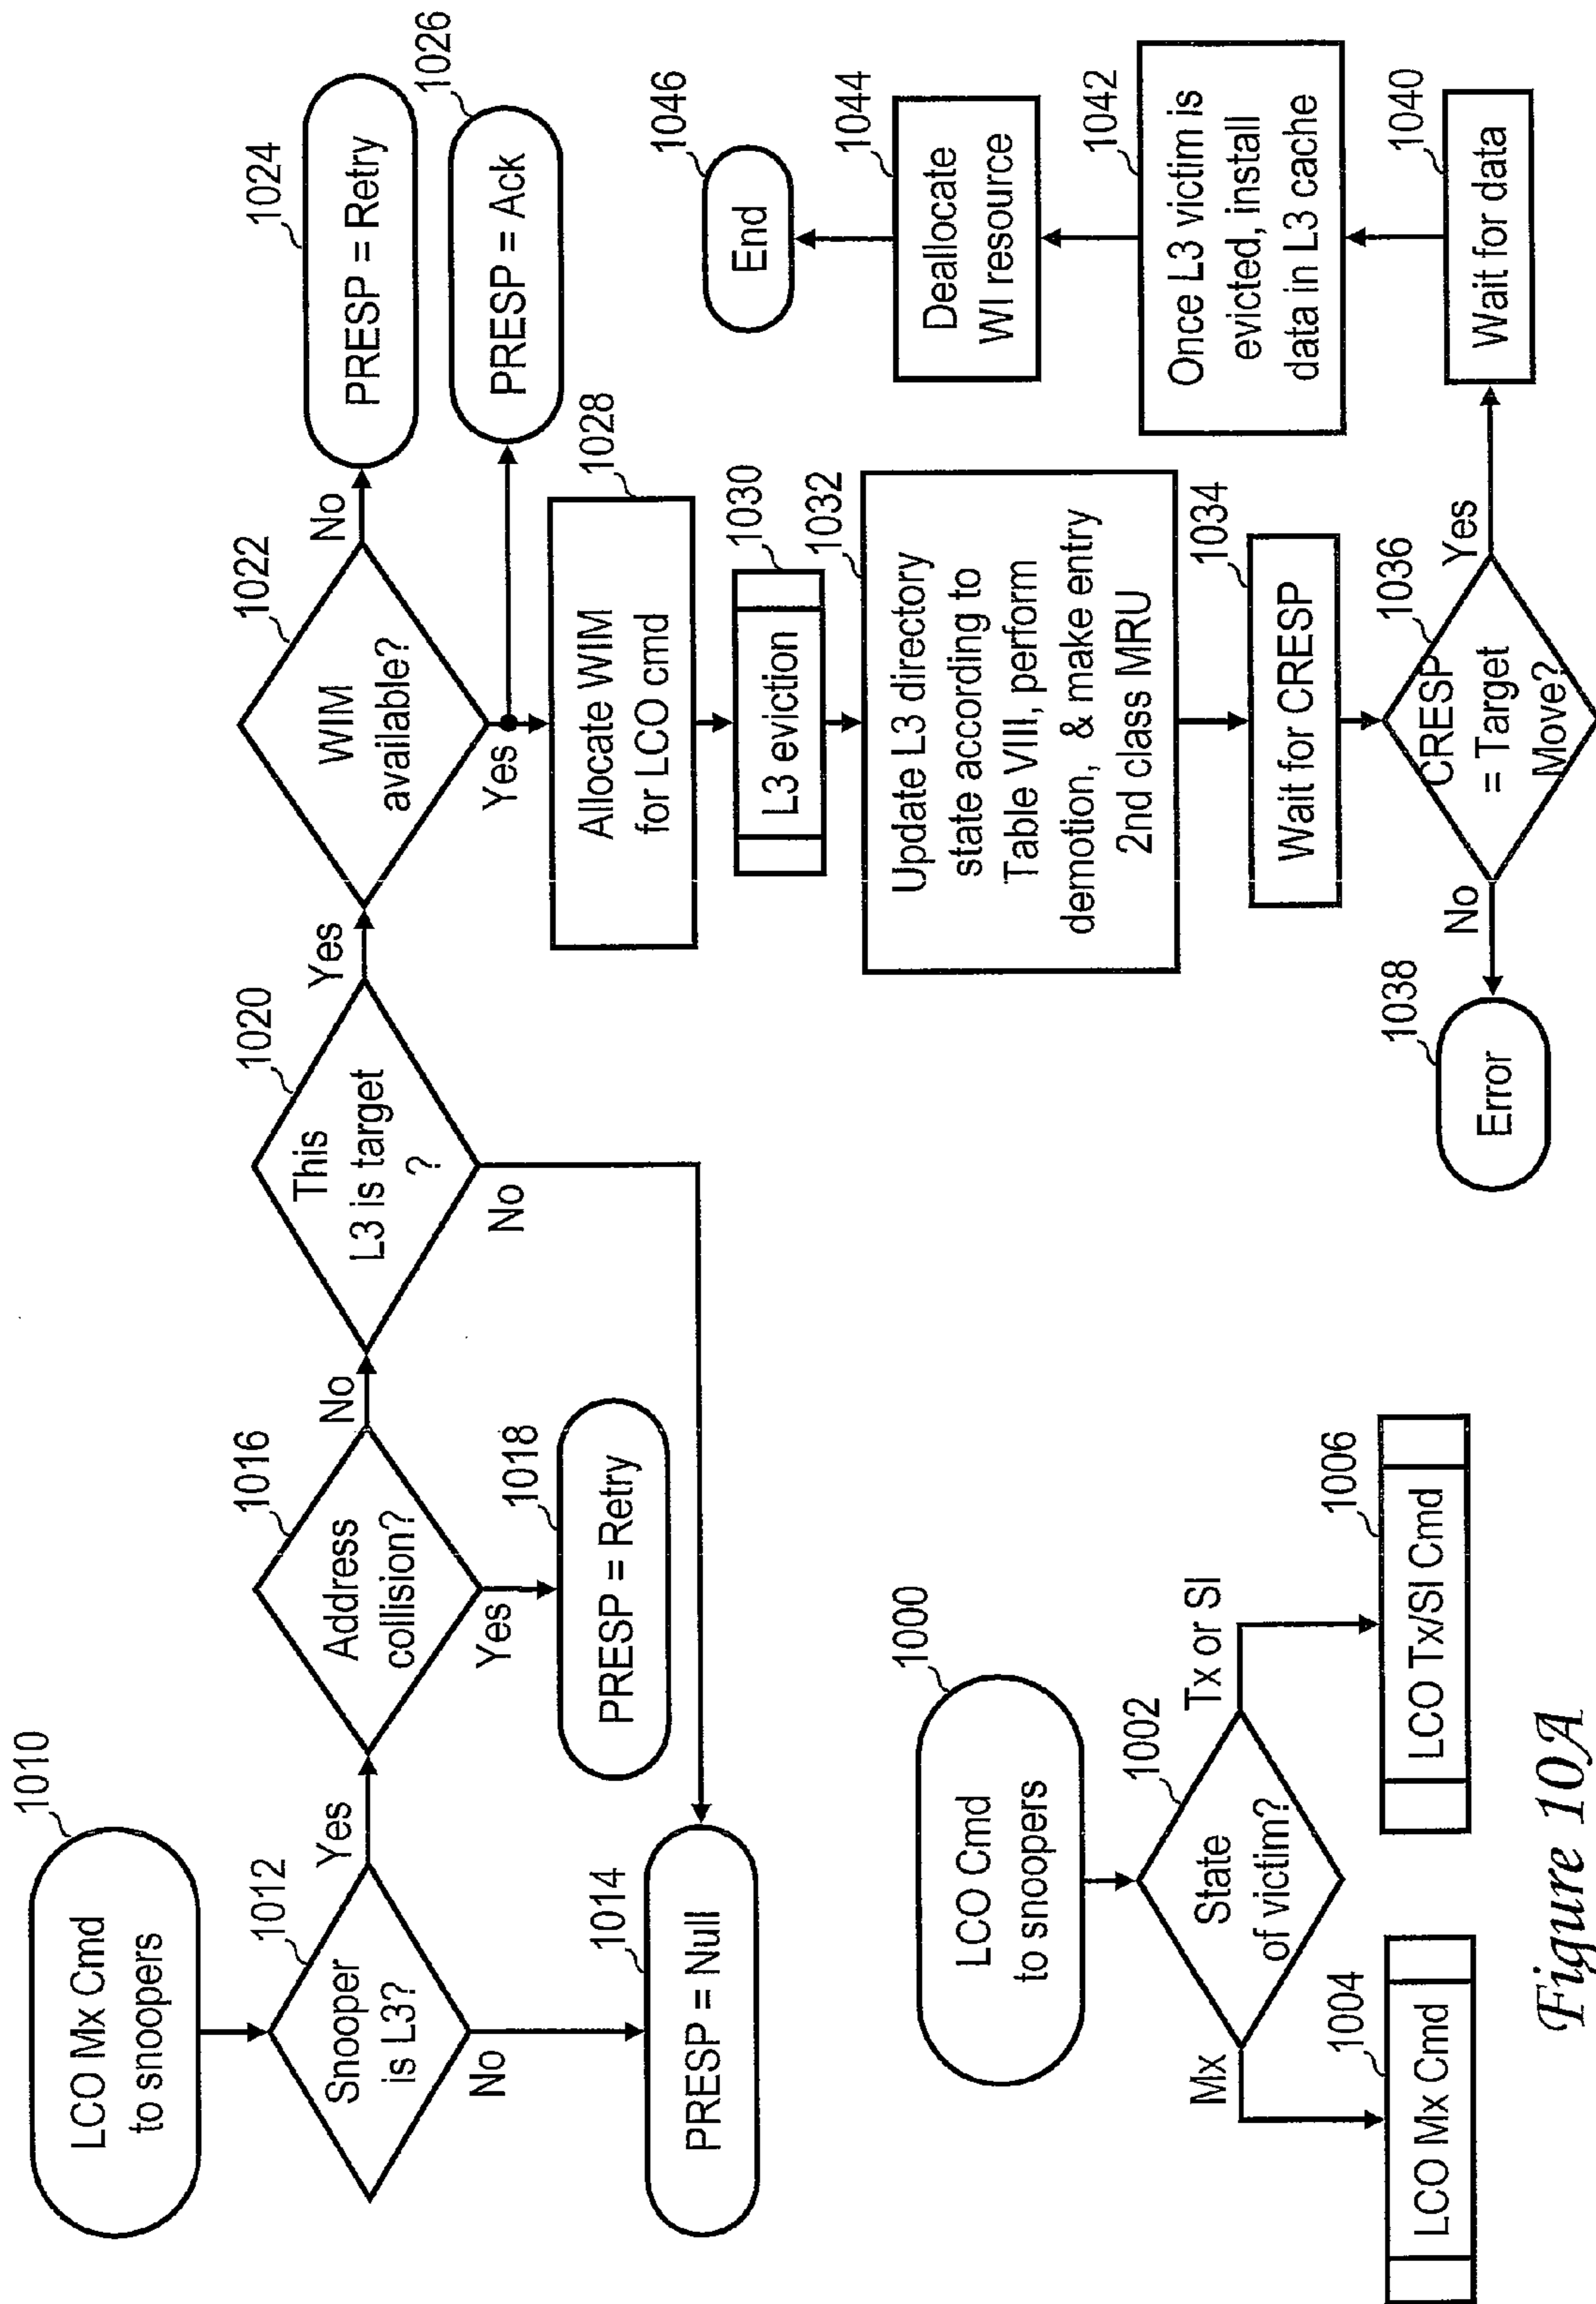 1010
LCO Mx Cmd
to snoopers
1012
Snooper
is L3?
Yes
No
1014
PRESP = Null
1016
Address
collision?
No
Yes
1018
PRESP = Retry
1020
This
L3 is target
?
Yes
No
1022
WIM
available?
No
Yes
1024
PRESP = Retry
1026
PRESP = Ack
1028
Allocate WIM
for LCO cmd
1030
L3 eviction
1032
Update L3 directory
state according to
Table VIII, perform
demotion, & make entry
2nd class MRU
1034
Wait for CRESP
1036
CRESP
= Target
Move?
No
Yes
1038
Error
1040
Wait for data
1042
Once L3 victim is
evicted, install
data in L3 cache
1044
Deallocate
WI resource
1046
End
1000
LCO Cmd
to snoopers
1002
State
of victim?
Mx
Tx or SI
1004
LCO Mx Cmd
1006
LCO Tx/SI Cmd
Figure 10A